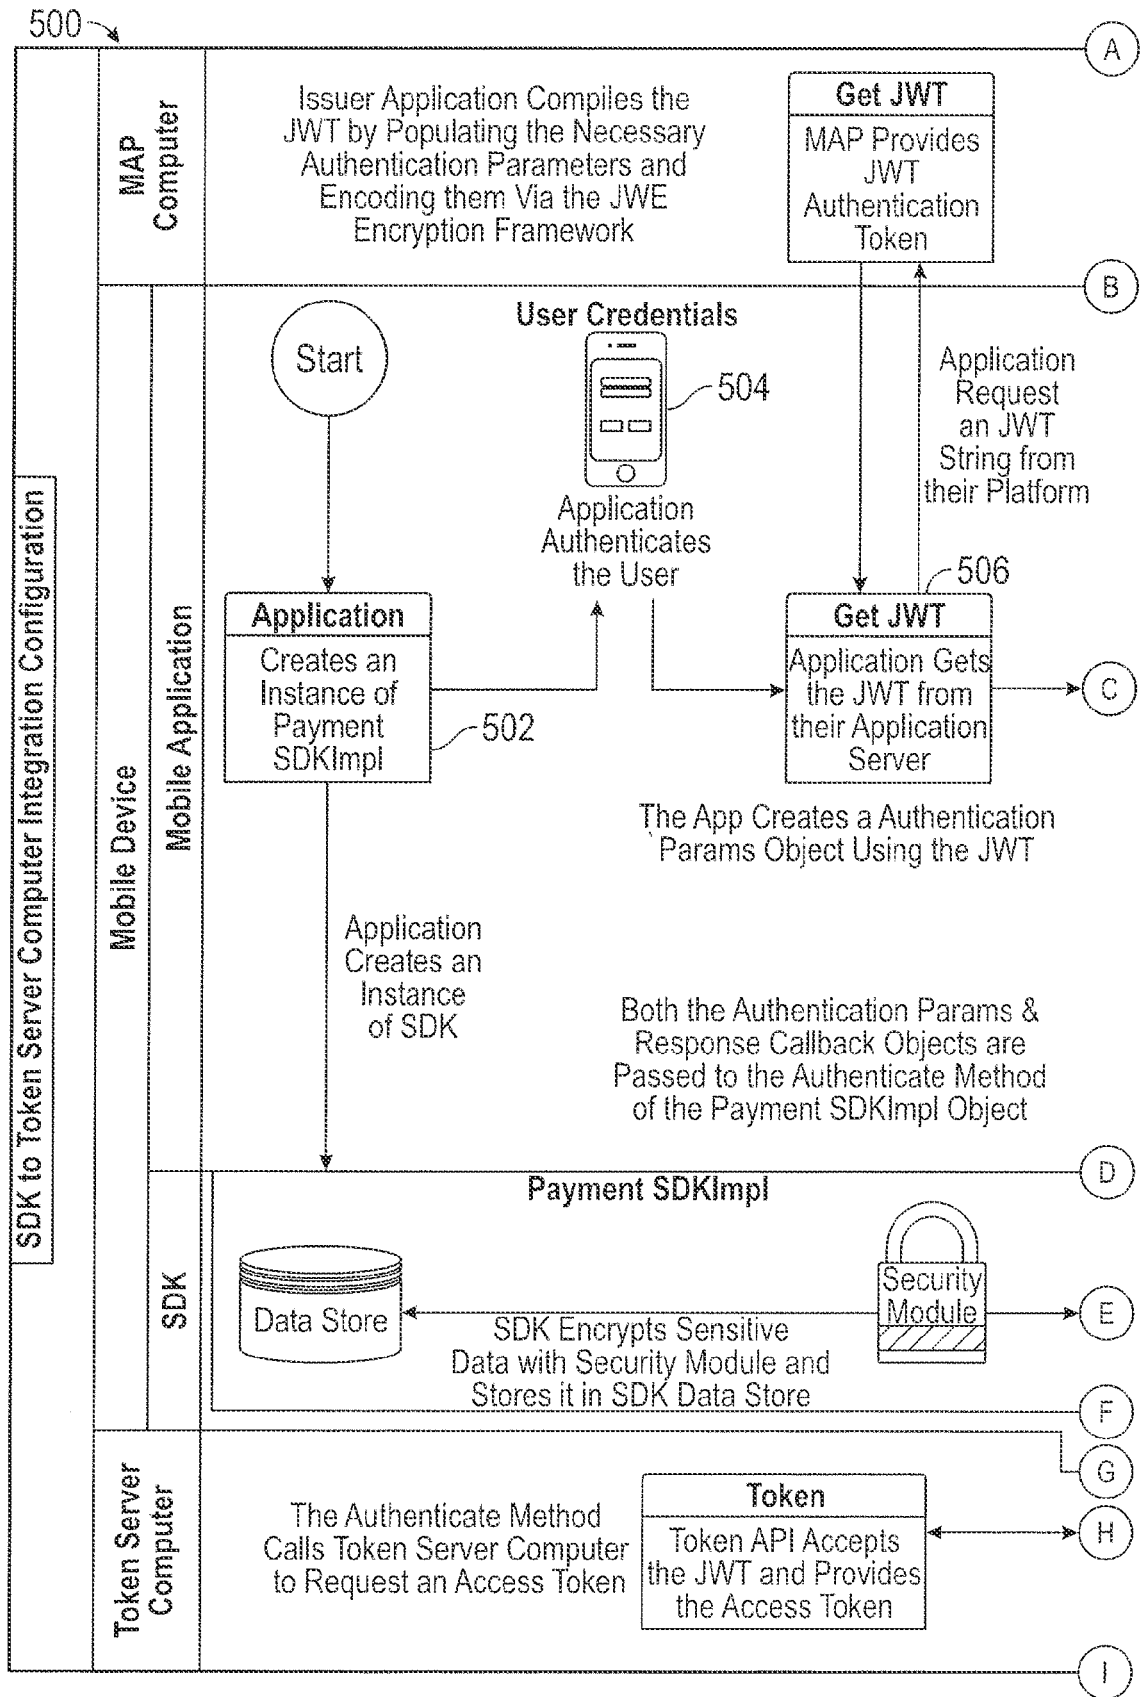 500
A
MAP
Computer
Issuer Application Compiles the
JWT by Populating the Necessary
Authentication Parameters and
Encoding them Via the JWE
Encryption Framework
Get JWT
MAP Provides
JWT
Authentication
Token
B
SDK to Token Server Computer Integration Configuration
Mobile Device
Mobile Application
Start
User Credentials
504
Application
Authenticates
the User
Application
Request
an JWT
String from
their Platform
506
Application
Creates an
Instance of
Payment
SDKImpl
502
Get JWT
Application Gets
the JWT from
their Application
Server
C
The App Creates a Authentication
Params Object Using the JWT
Application
Creates an
Instance
of SDK
Both the Authentication Params &
Response Callback Objects are
Passed to the Authenticate Method
of the Payment SDKImpl Object
D
SDK
Payment SDKImpl
Data Store
SDK Encrypts Sensitive
Data with Security Module and
Stores it in SDK Data Store
Security
Module
E
F
G
Token Server
Computer
The Authenticate Method
Calls Token Server Computer
to Request an Access Token
Token
Token API Accepts
the JWT and Provides
the Access Token
H
I